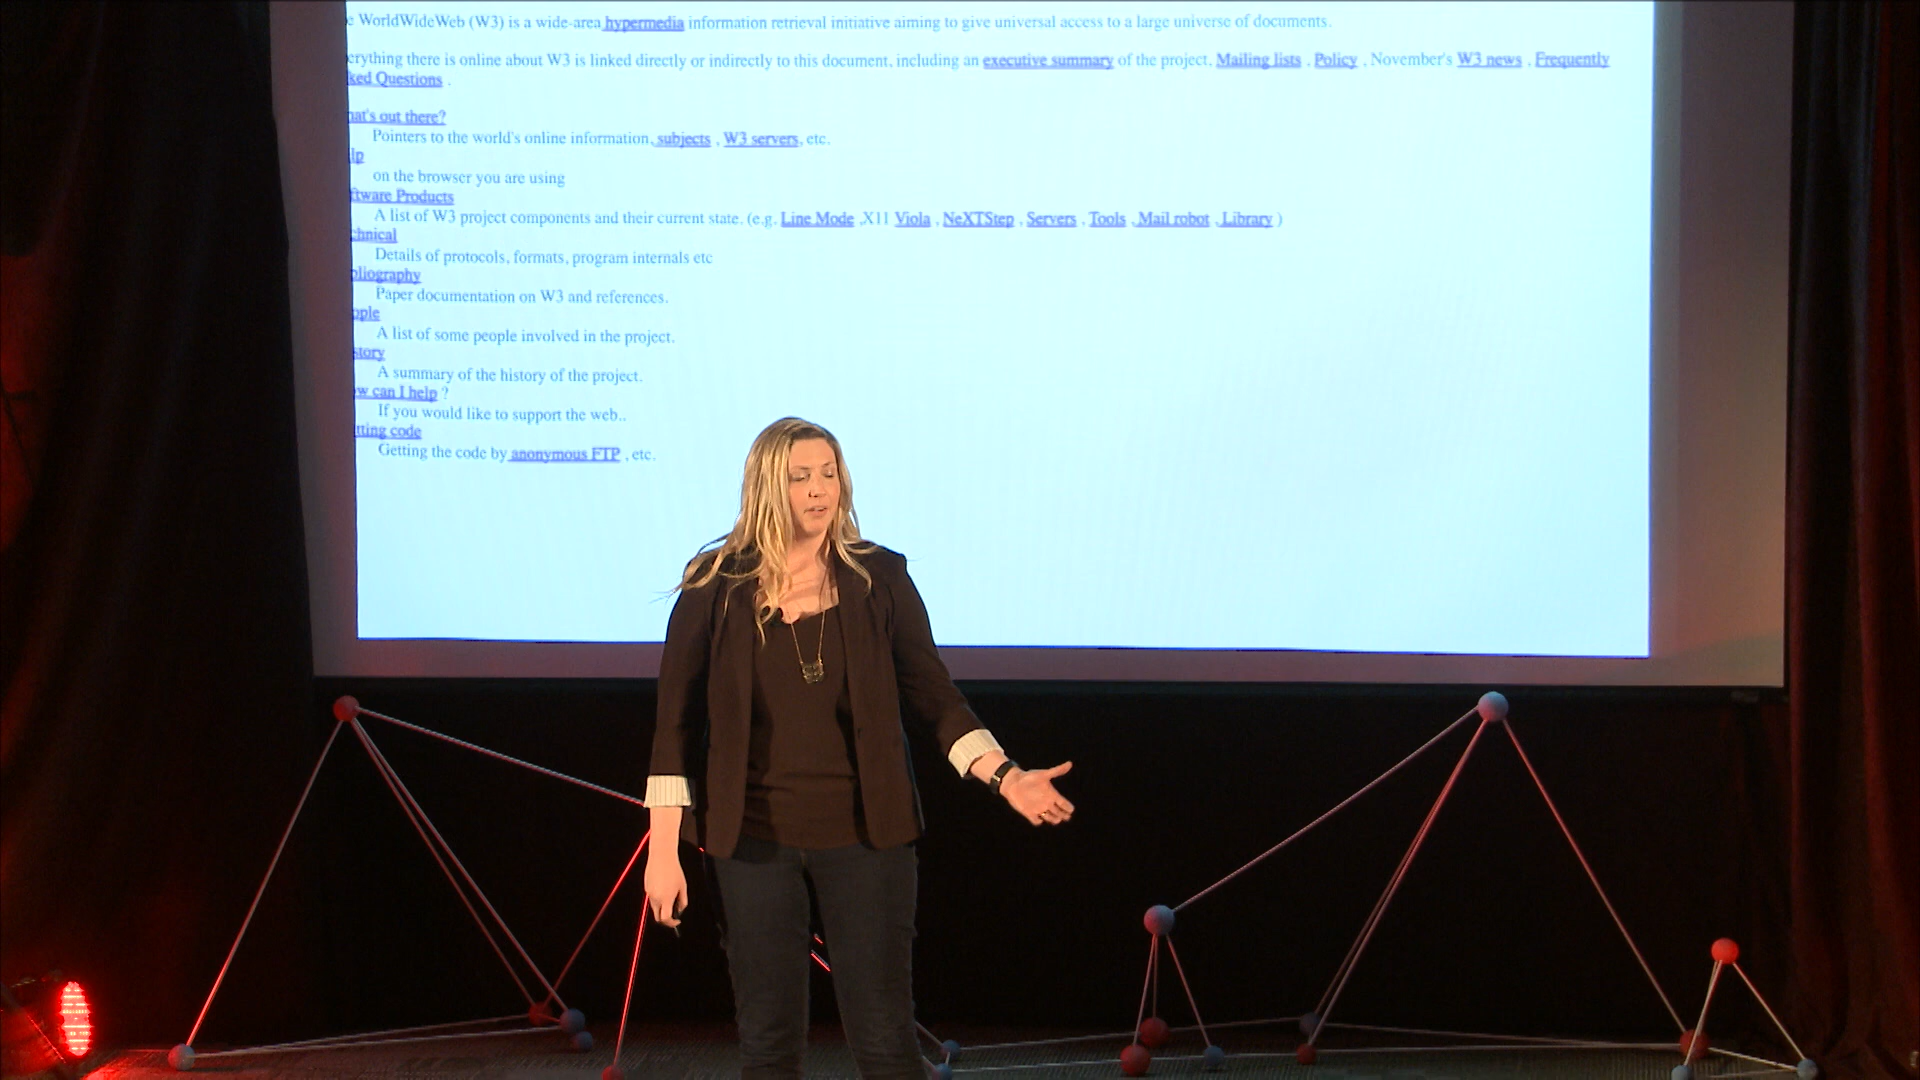 WorldWideWeb (W3) is a wide-area hypermedia information retrieval initiative aiming to give universal access to a large universe of documents.
erything there is online about W3 is linked directly or indirectly to this document, including an executive summary of the project, Mailing lists , Policy , November's W3 news , Frequently
ked Questions .
hat's out there?
Pointers to the world's online information, subjects , W3 servers, etc.
lp
on the browser you are using
ftware Products
A list of W3 project components and their current state. (e.g. Line Mode ,X11 Viola , NeXTStep , Servers , Tools , Mail robot , Library )
chnical
Details of protocols, formats, program internals etc
bliography
Paper documentation on W3 and references.
ople
A list of some people involved in the project.
story
A summary of the history of the project.
w can I help ?
If you would like to support the web..
tting code
Getting the code by anonymous FTP , etc.